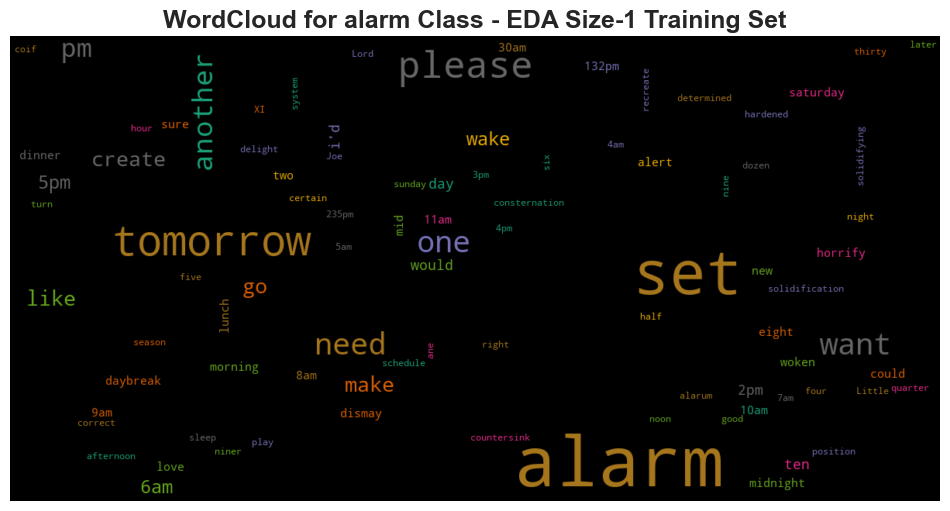 WordCloud for alarm Class - EDA Size-1 Training Set
coif
pm
Lord
30am
please
132pm
later
thirty
another
system
recreate
saturday
determined
XI
hardened
hour
sure
i'd
wake
dinner
create
delight
Joe
six
4am
alert
dozen
solidifying
5pm
two
sunday
day
3pm
nine
turn
certain
consternation
235pm
mid
11am
4pm
night
tomorrow
5am
one
would
horrify
set
new
five
go
like
lunch
solidification
half
season
need
ane
right
eight
want
schedule
woken
morning
daybreak
8am
make
could
2pm
7am
four
Little
quarter
alarum
9am
correct
dismay
10am
noon
good
sleep
play
niner
countersink
alarm
position
afternoon
love
ten
6am
midnight